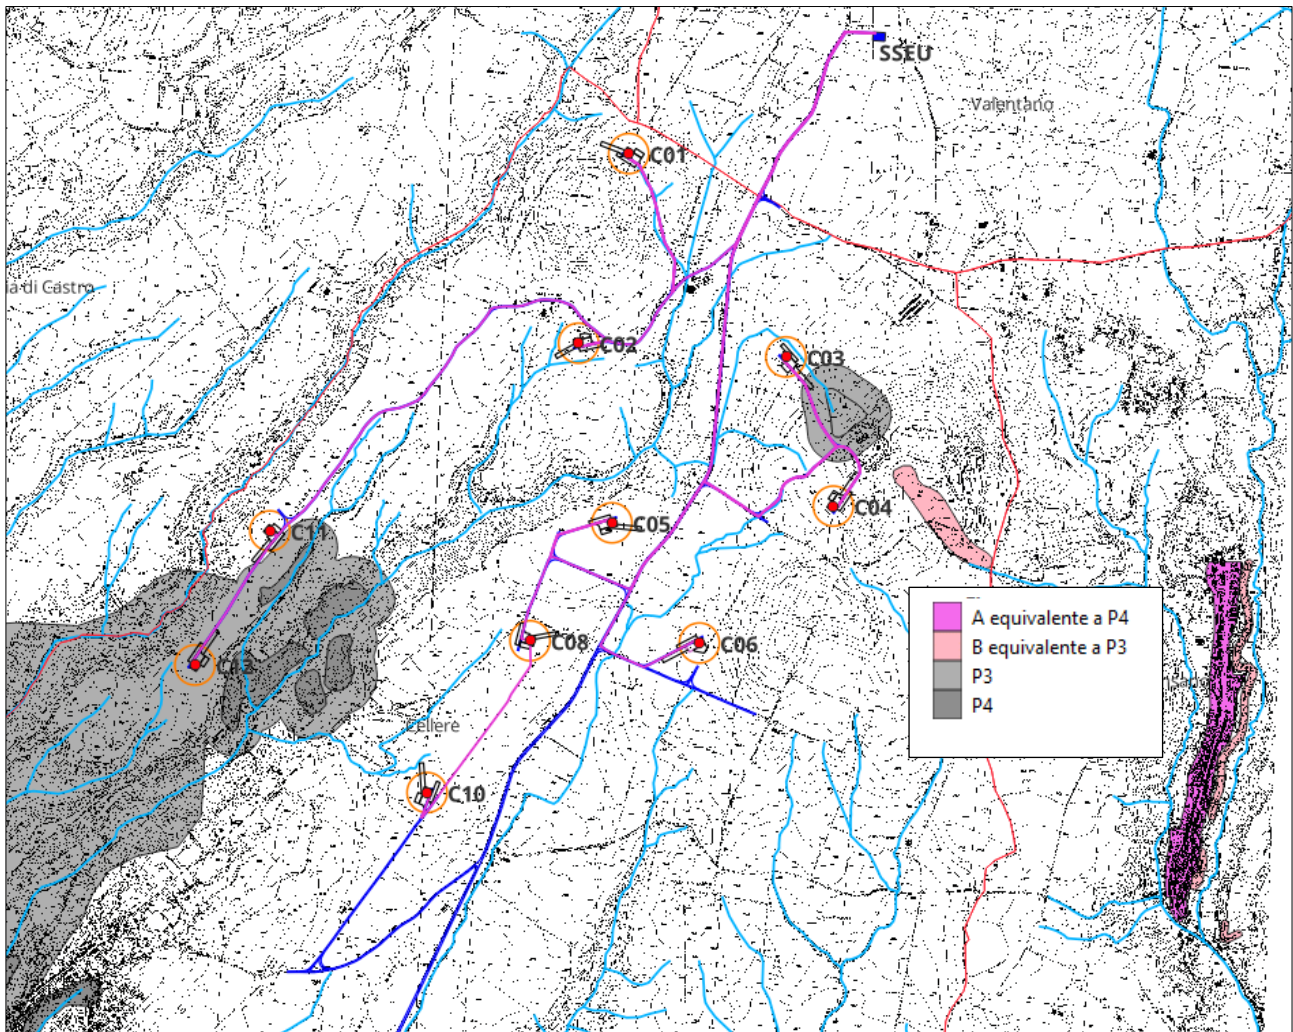 SSEU
Valentano
C01
a di Castro
C02
C03
C04
C05
C11
C08
C06
A equivalente a P4
B equivalente a P3
P3
P4
Cellere
C10